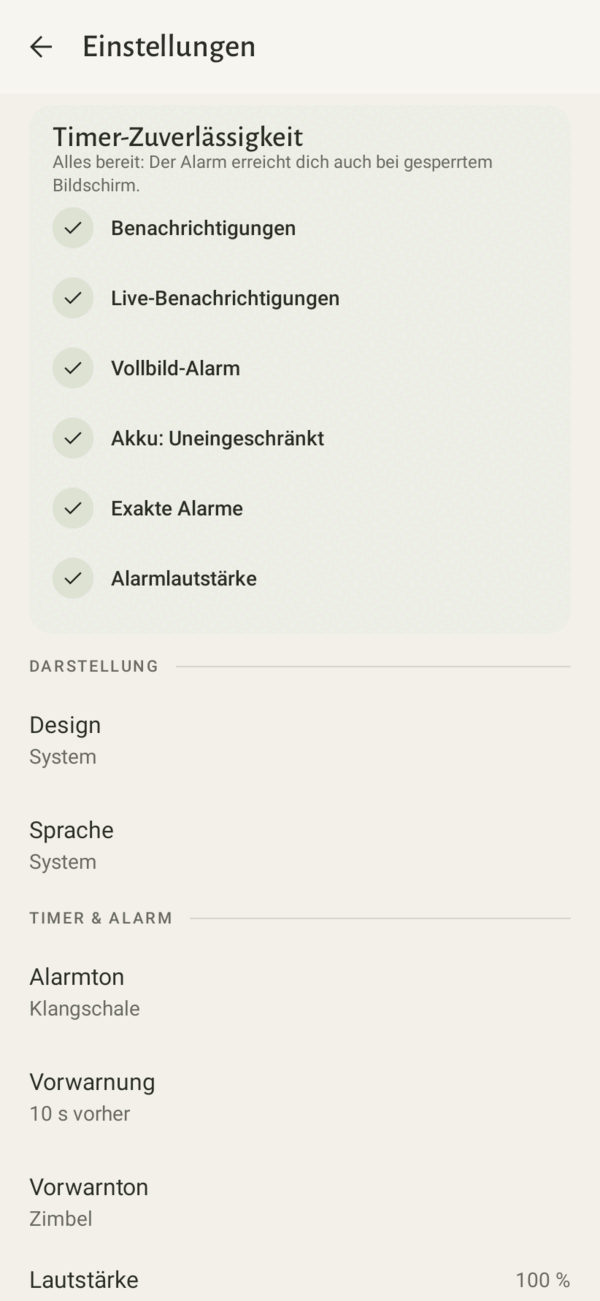 Einstellungen
Timer-Zuverlässigkeit
Alles bereit: Der Alarm erreicht dich auch bei gesperrtem
Bildschirm.
Benachrichtigungen
Live-Benachrichtigungen
Vollbild-Alarm
Akku: Uneingeschränkt
Exakte Alarme
Alarmlautstärke
DARSTELLUNG
Design
System
Sprache
System
TIMER & ALARM
Alarmton
Klangschale
Vorwarnung
10 s vorher
Vorwarnton
Zimbel
Lautstärke 100 %